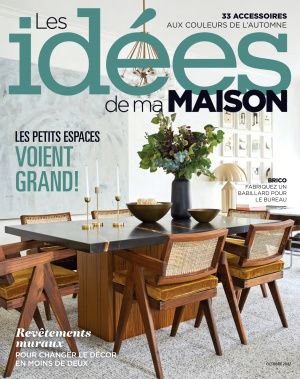 Les
33 ACCESSOIRES
AUX COULEURS DE L'AUTOMNE
idées
de ma MAISON
LES PETITS ESPACES
VOIENT
GRAND!
BRICO
FABRIQUEZ UN
BABILLARD POUR
LE BUREAU
Revêtements
muraux
POUR CHANGER LE DÉCOR
EN MOINS DE DEUX